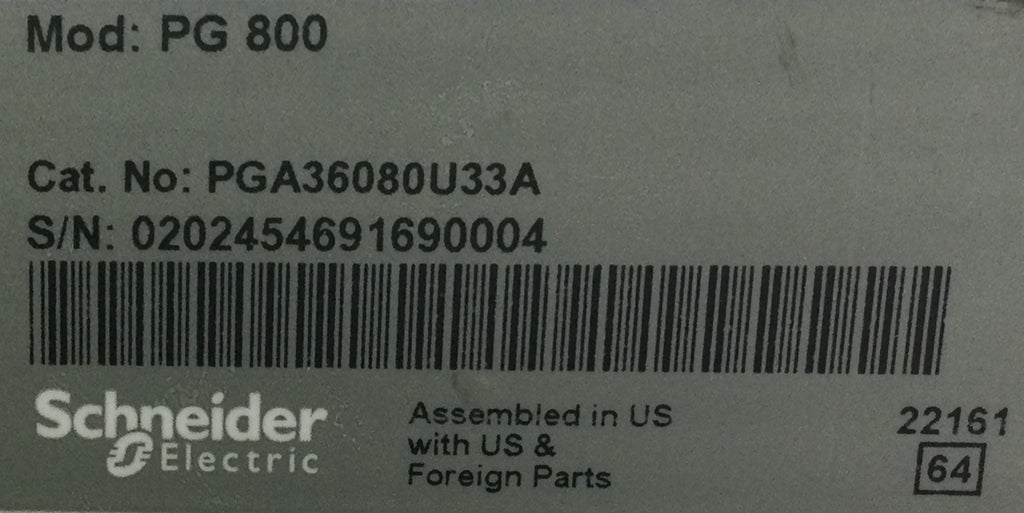 Mod: PG 800
Cat. No: PGA36080U33A
S/N: 0202454691690004
Schneider
Electric
Assembled in US
with US &
Foreign Parts
22161
64